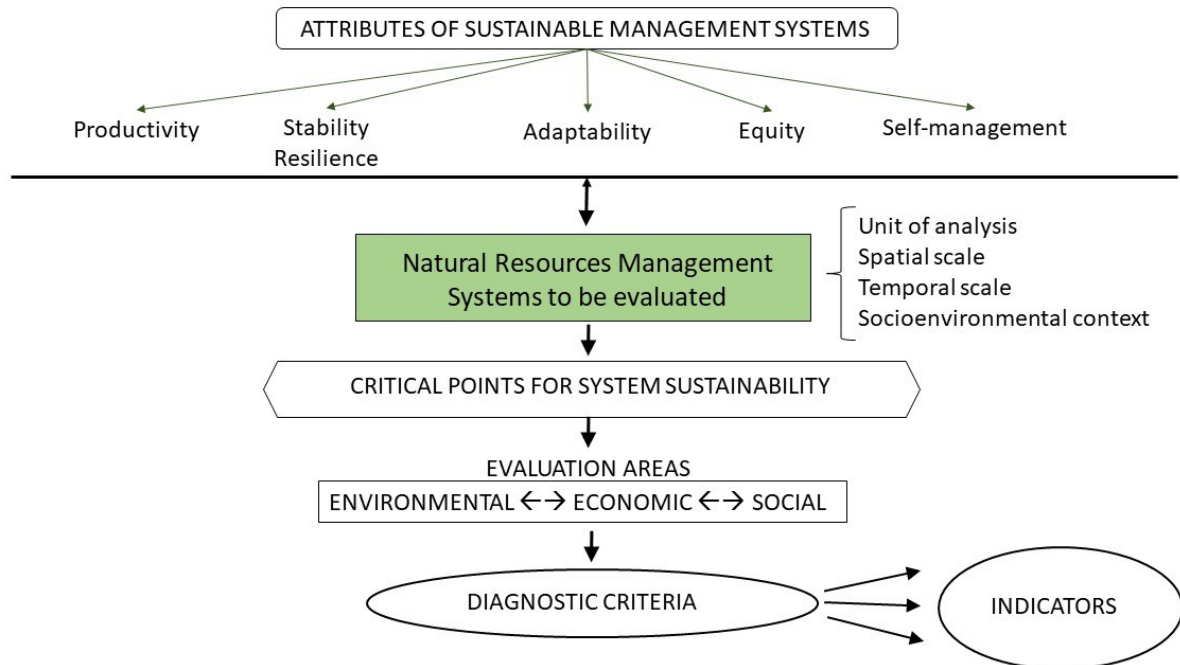 ATTRIBUTES OF SUSTAINABLE MANAGEMENT SYSTEMS
Productivity
Stability
Resilience
Adaptability
Equity
Self-management
Natural Resources Management
Systems to be evaluated
Unit of analysis
Spatial scale
Temporal scale
Socioenvironmental context
CRITICAL POINTS FOR SYSTEM SUSTAINABILITY
EVALUATION AREAS
ENVIRONMENTAL ←→ ECONOMIC ←→ SOCIAL
DIAGNOSTIC CRITERIA
INDICATORS